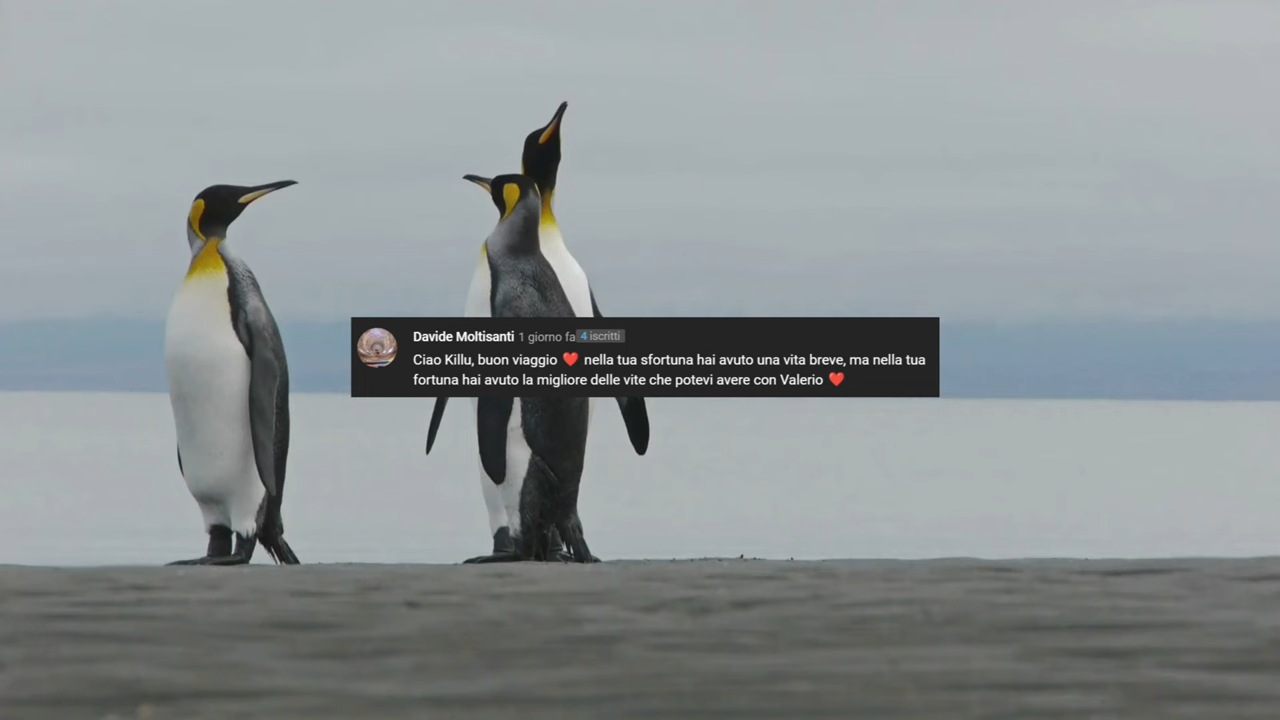 Davide Moltisanti 1 giorno fa 4 iscritti
Ciao Killu, buon viaggio ❤️ nella tua sfortuna hai avuto una vita breve, ma nella tua
fortuna hai avuto la migliore delle vite che potevi avere con Valerio ❤️